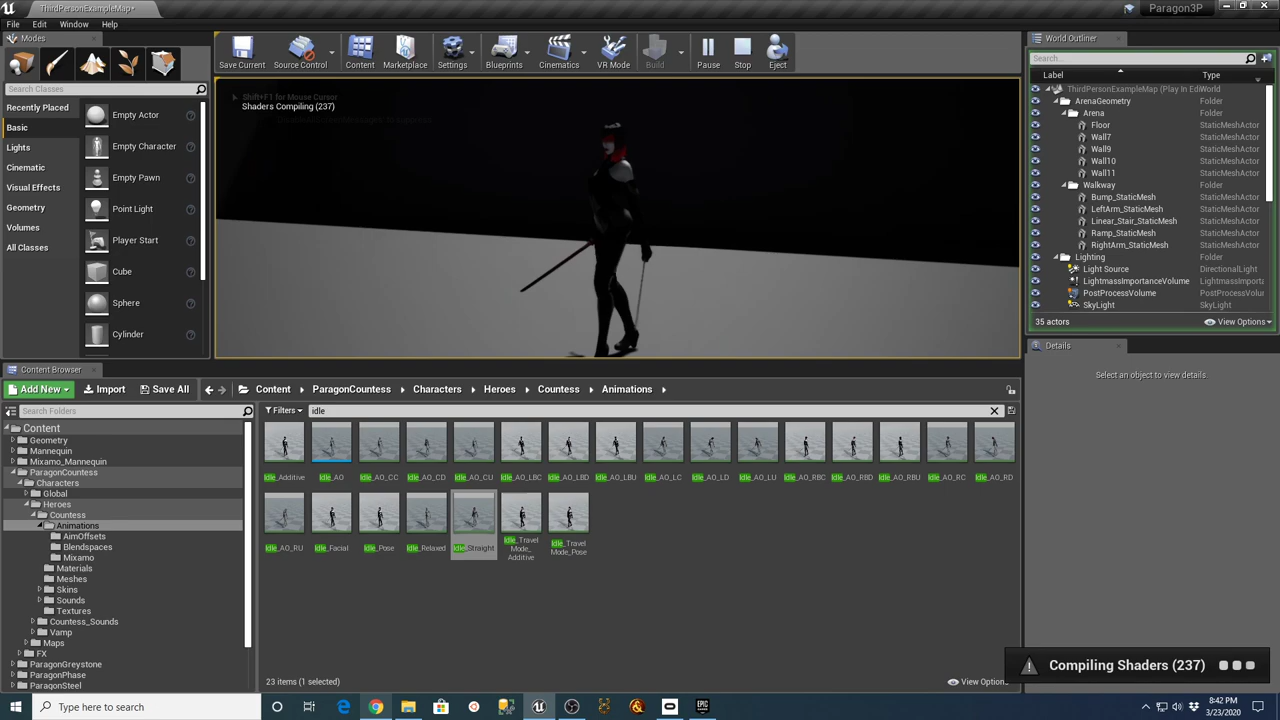 ThirdPersonExampleMap*
Paragon3P
File Edit Window Help
Modes
Search Classes
Recently Placed
Basic
Lights
Cinematic
Visual Effects
Geometry
Volumes
All Classes
Empty Actor
Empty Character
Empty Pawn
Point Light
Player Start
Cube
Sphere
Cylinder
Save Current Source Control Content Marketplace Settings Blueprints Cinematics VR Mode Build Pause Stop Eject
Shift+F1 for Mouse Cursor
Shaders Compiling (237)
World Outliner
Search...
Label Type
ThirdPersonExampleMap (Play In Edi World
ArenaGeometry Folder
Arena Folder
Floor StaticMeshActor
Wall7 StaticMeshActor
Wall9 StaticMeshActor
Wall10 StaticMeshActor
Wall11 StaticMeshActor
Walkway Folder
Bump_StaticMesh StaticMeshActor
LeftArm_StaticMesh StaticMeshActor
Linear_Stair_StaticMesh StaticMeshActor
Ramp_StaticMesh StaticMeshActor
RightArm_StaticMesh StaticMeshActor
Lighting Folder
Light Source DirectionalLight
LightmassImportanceVolume LightmassImporta
PostProcessVolume PostProcessVolu
SkyLight SkyLight
35 actors View Options
Details
Select an object to view details.
Content Browser
Add New Import Save All Content ParagonCountess Characters Heroes Countess Animations
Search Folders
Filters idle
Content
Geometry
Mannequin
Mixamo_Mannequin
ParagonCountess
Characters
Global
Heroes
Countess
Animations
AimOffsets
Blendspaces
Mixamo
Materials
Meshes
Skins
Sounds
Textures
Countess_Sounds
Vamp
Maps
FX
ParagonGreystone
ParagonPhase
ParagonSteel
Idle_Additive Idle_AO Idle_AO_CC Idle_AO_CD Idle_AO_CU Idle_AO_LBC Idle_AO_LBD Idle_AO_LBU Idle_AO_LC Idle_AO_LD Idle_AO_LU Idle_AO_RBC Idle_AO_RBD Idle_AO_RBU Idle_AO_RC Idle_AO_RD
Idle_AO_RU Idle_Facial Idle_Pose Idle_Relaxed Idle_Straight Idle_Travel Mode_Additive Idle_Travel Mode_Pose
23 items (1 selected) View Option
Compiling Shaders (237)
Type here to search
8:42 PM
3/23/2020